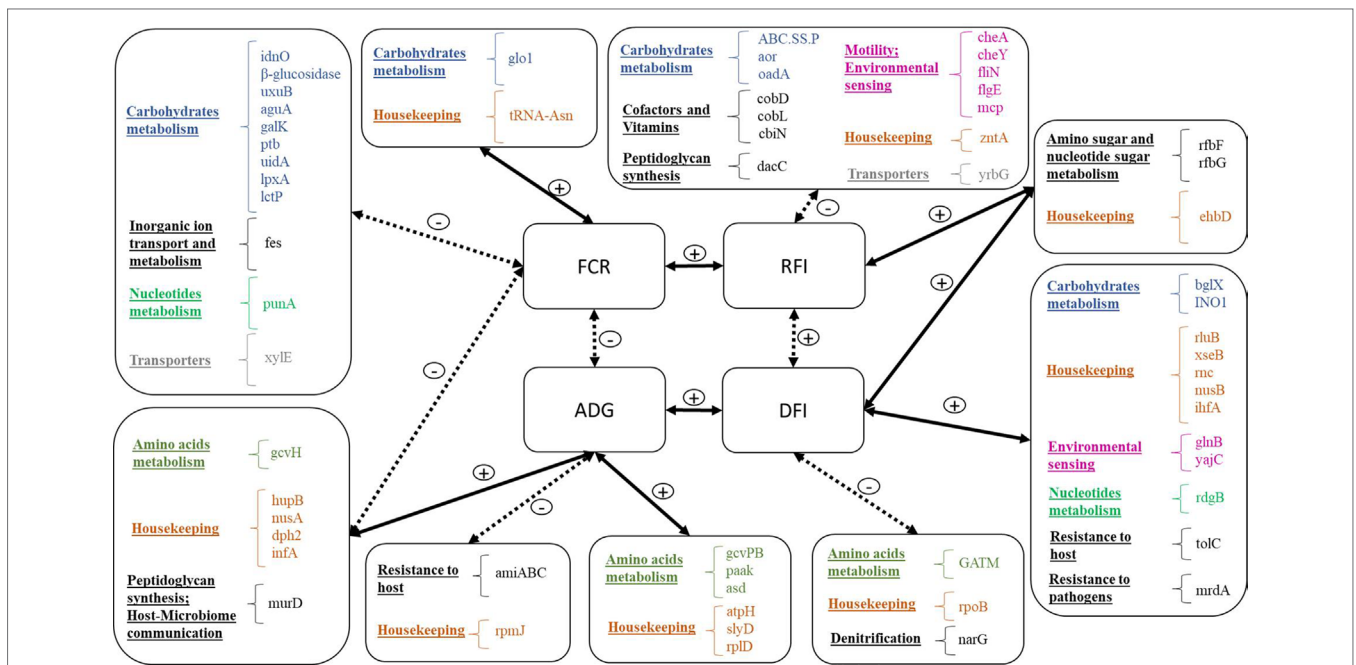 Carbohydrates
metabolism
idnO
β-glucosidase
uxuB
aguA
galK
ptb
uidA
lpxA
lctP
Inorganic ion
transport and
metabolism
fes
Nucleotides
metabolism
punA
Transporters
xylE
Carbohydrates
metabolism
glo1
Housekeeping
tRNA-Asn
Carbohydrates
metabolism
ABC.SS.P
aor
oadA
Cofactors and
Vitamins
cobD
cobL
cbiN
Peptidoglycan
synthesis
dacC
Motility;
Environmental
sensing
cheA
cheY
fliN
flgE
mcp
Housekeeping
zntA
Transporters
yrbG
Amino sugar and
nucleotide sugar
metabolism
rfbF
rfbG
Housekeeping
ehbD
+
-
-
+
+
+
FCR
RFI
-
-
+
+
ADG
DFI
+
+
-
+
-
Carbohydrates
metabolism
bglX
INO1
Housekeeping
rluB
xseB
rnc
nusB
ihfA
Environmental
sensing
glnB
yajC
Nucleotides
metabolism
rdgB
Resistance to
host
tolC
Resistance to
pathogens
mrdA
Amino acids
metabolism
gcvH
Housekeeping
hupB
nusA
dph2
infA
Peptidoglycan
synthesis;
Host-Microbiome
communication
murD
Resistance to
host
amiABC
Housekeeping
rpmJ
Amino acids
metabolism
gcvPB
paak
asd
Housekeeping
atpH
slyD
rplD
Amino acids
metabolism
GATM
Housekeeping
rpoB
Denitrification
narG